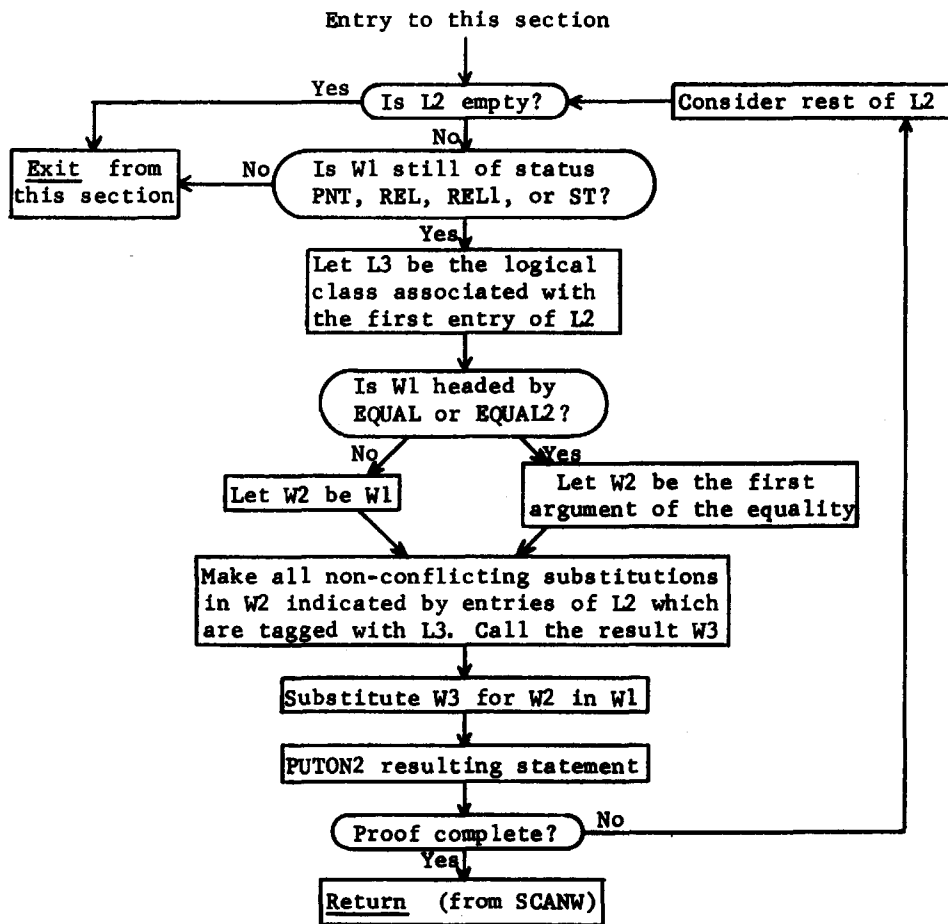 Entry to this section
Yes
Is L2 empty?
Consider rest of L2
No
Exit from
this section
No
Is W1 still of status
PNT, REL, REL1, or ST?
Yes
Let L3 be the logical
class associated with
the first entry of L2
Is W1 headed by
EQUAL or EQUAL2?
No
Yes
Let W2 be W1
Let W2 be the first
argument of the equality
Make all non-conflicting substitutions
in W2 indicated by entries of L2 which
are tagged with L3. Call the result W3
Substitute W3 for W2 in W1
PUTON2 resulting statement
Proof complete?
No
Yes
Return (from SCANW)